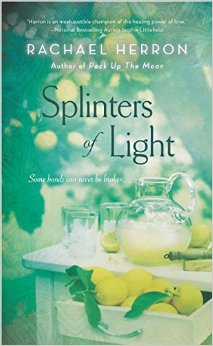 "Herron is an inexhaustible champion of the healing power of love."
—National Bestselling Author Sophie Littlefield
RACHAEL HERRON
Author of Pack Up The Moon
Splinters
of Light
Some bonds can never be broken.